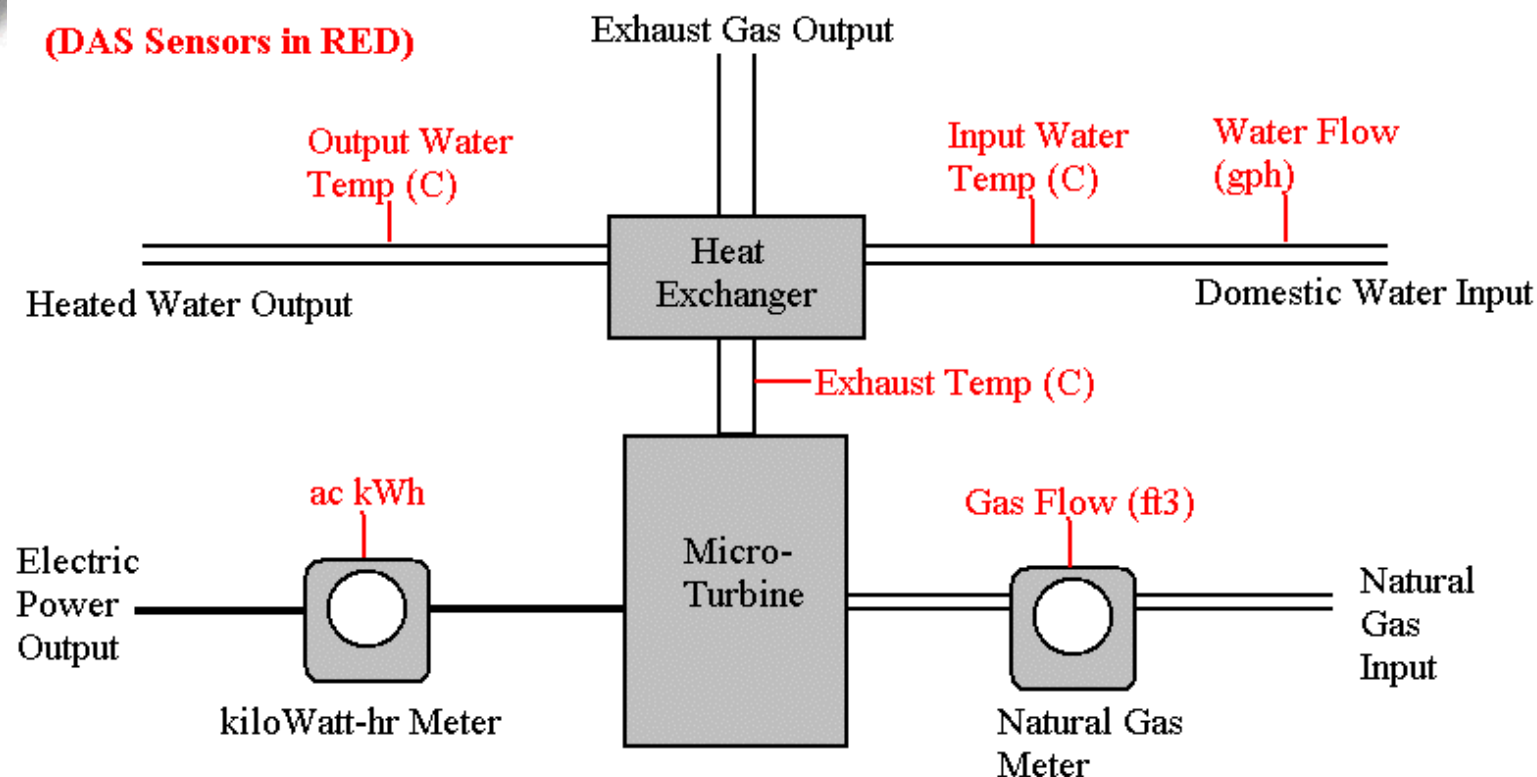 (DAS Sensors in RED)
Exhaust Gas Output
Output Water
Temp (C)
Input Water
Temp (C)
Water Flow
(gph)
Heat
Exchanger
Heated Water Output
Domestic Water Input
Exhaust Temp (C)
ac kWh
Gas Flow (ft3)
Electric
Power
Output
Micro-
Turbine
Natural
Gas
Input
kiloWatt-hr Meter
Natural Gas
Meter